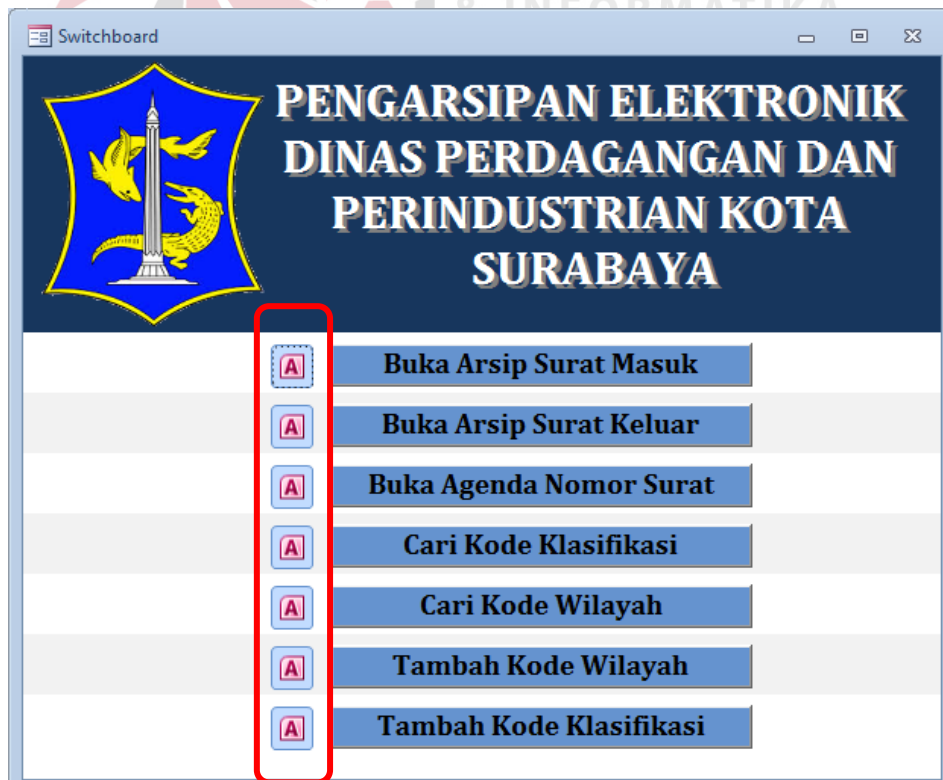 & INFORMATIKA
Switchboard
PENGARSIPAN ELEKTRONIK
DINAS PERDAGANGAN DAN
PERINDUSTRIAN KOTA
SURABAYA
A Buka Arsip Surat Masuk
A Buka Arsip Surat Keluar
A Buka Agenda Nomor Surat
A Cari Kode Klasifikasi
A Cari Kode Wilayah
A Tambah Kode Wilayah
A Tambah Kode Klasifikasi